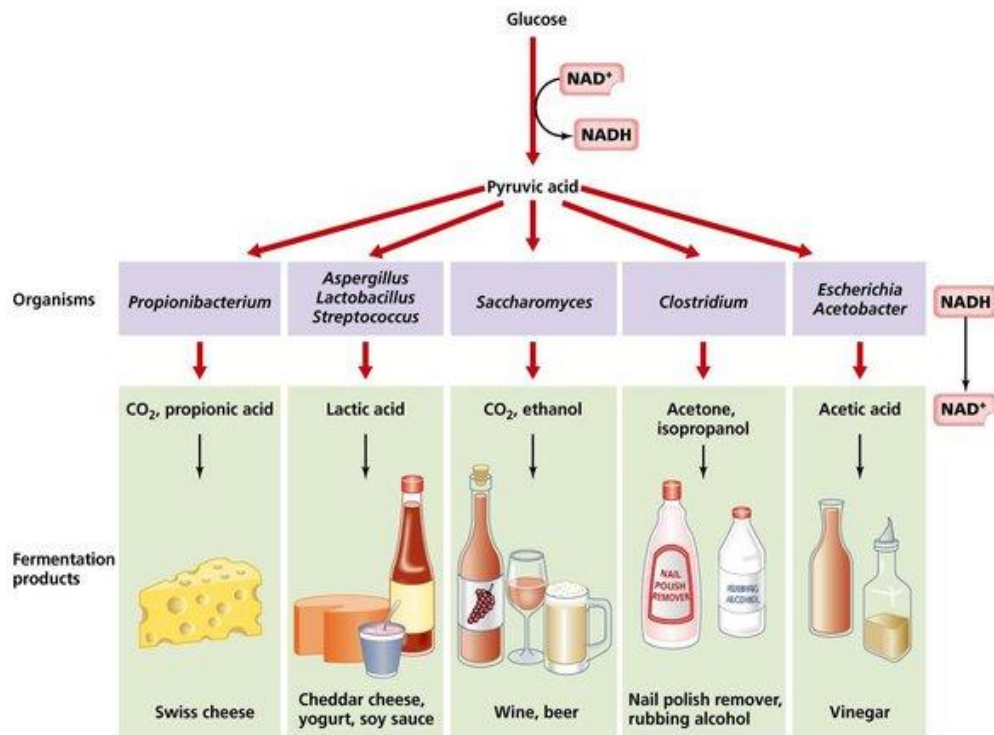 Glucose
NAD⁺
NADH
Pyruvic acid
Organisms
Propionibacterium
Aspergillus
Lactobacillus
Streptococcus
Saccharomyces
Clostridium
Escherichia
Acetobacter
NADH
NAD⁺
CO₂, propionic acid
Lactic acid
CO₂, ethanol
Acetone,
isopropanol
Acetic acid
Fermentation
products
NAIL
POLISH
REMOVER
RUBBING
ALCOHOL
Swiss cheese
Cheddar cheese,
yogurt, soy sauce
Wine, beer
Nail polish remover,
rubbing alcohol
Vinegar